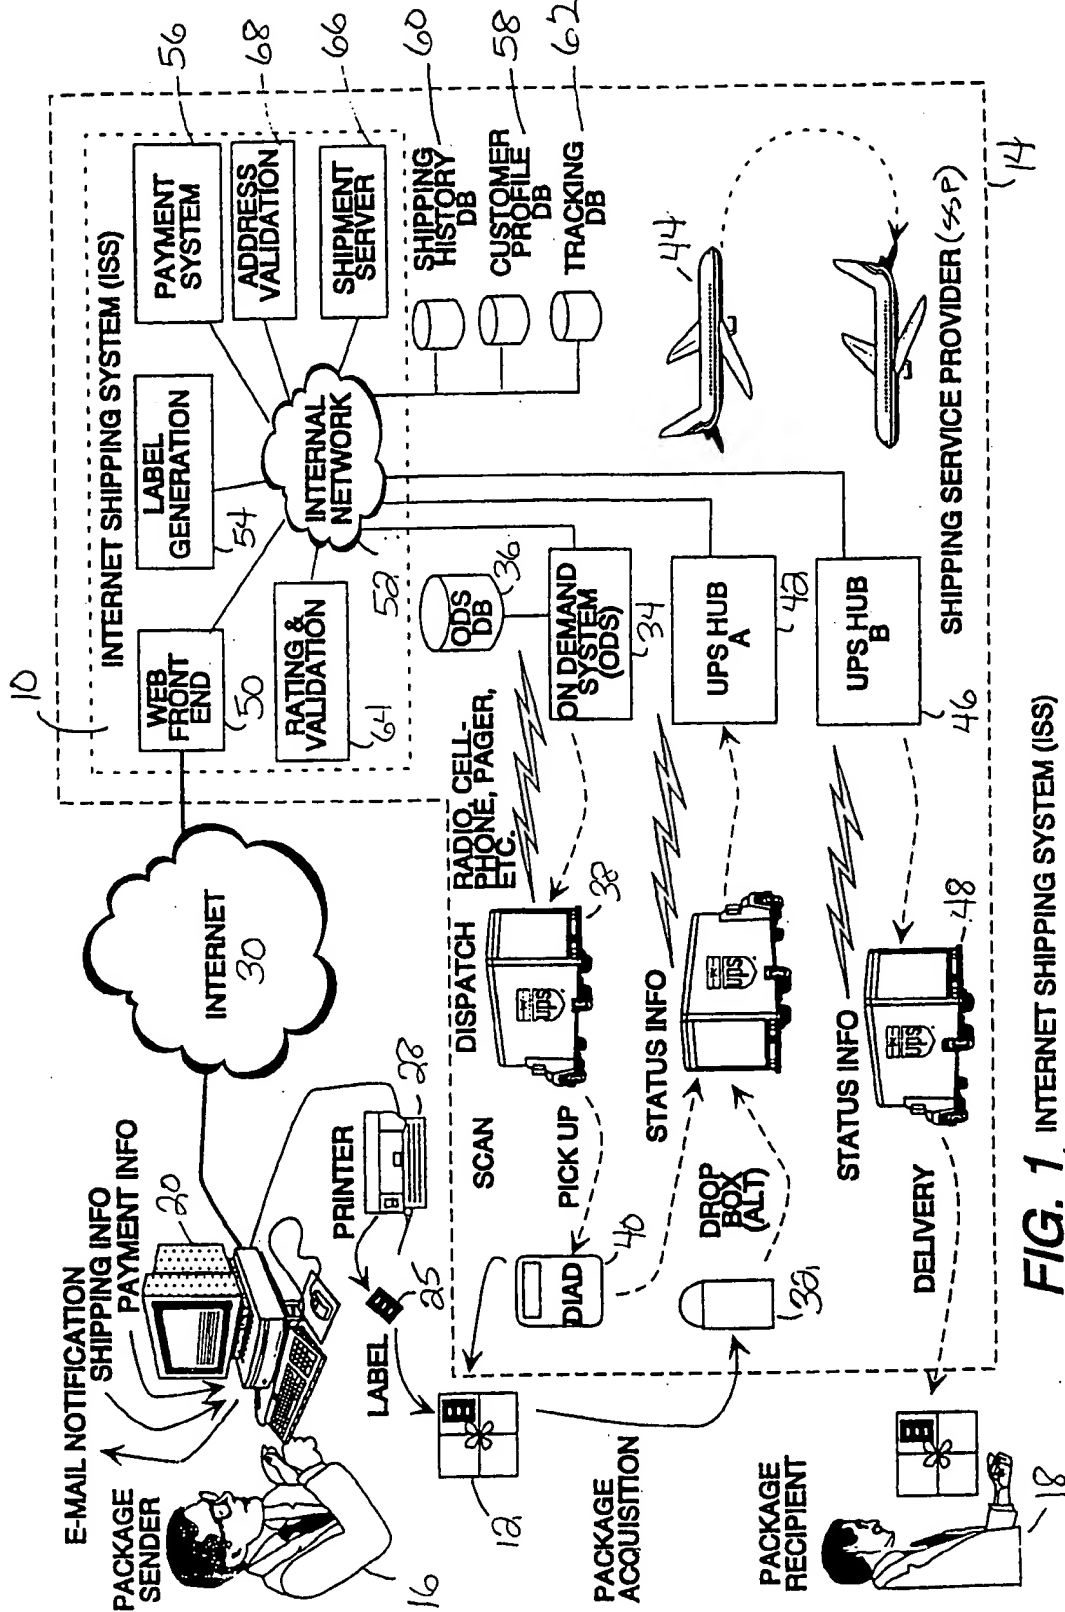 10
INTERNET SHIPPING SYSTEM (ISS)
PAYMENT
SYSTEM
56
ADDRESS
VALIDATION
68
SHIPMENT
SERVER
66
LABEL
GENERATION
54
WEB
FRONT
END
50
RATING &
VALIDATION
64
INTERNAL
NETWORK
52
SHIPPING
HISTORY
DB
60
CUSTOMER
PROFILE
DB
58
TRACKING
DB
62
INTERNET
30
E-MAIL NOTIFICATION
SHIPPING INFO
PAYMENT INFO
20
PACKAGE
SENDER
16
PRINTER
28
LABEL
25
12
PACKAGE
ACQUISITION
SCAN
DISPATCH
RADIO, CELL-
PHONE, PAGER,
ETC.
ODS
DB
36
ON DEMAND
SYSTEM
(ODS)
34
ups
38
PICK UP
DIAD
40
STATUS INFO
ups
UPS HUB
A
42
44
DROP
BOX
(ALT)
32
STATUS INFO
ups
48
UPS HUB
B
46
DELIVERY
PACKAGE
RECIPIENT
18
SHIPPING SERVICE PROVIDER (SSP)
14
FIG. 1 INTERNET SHIPPING SYSTEM (ISS)